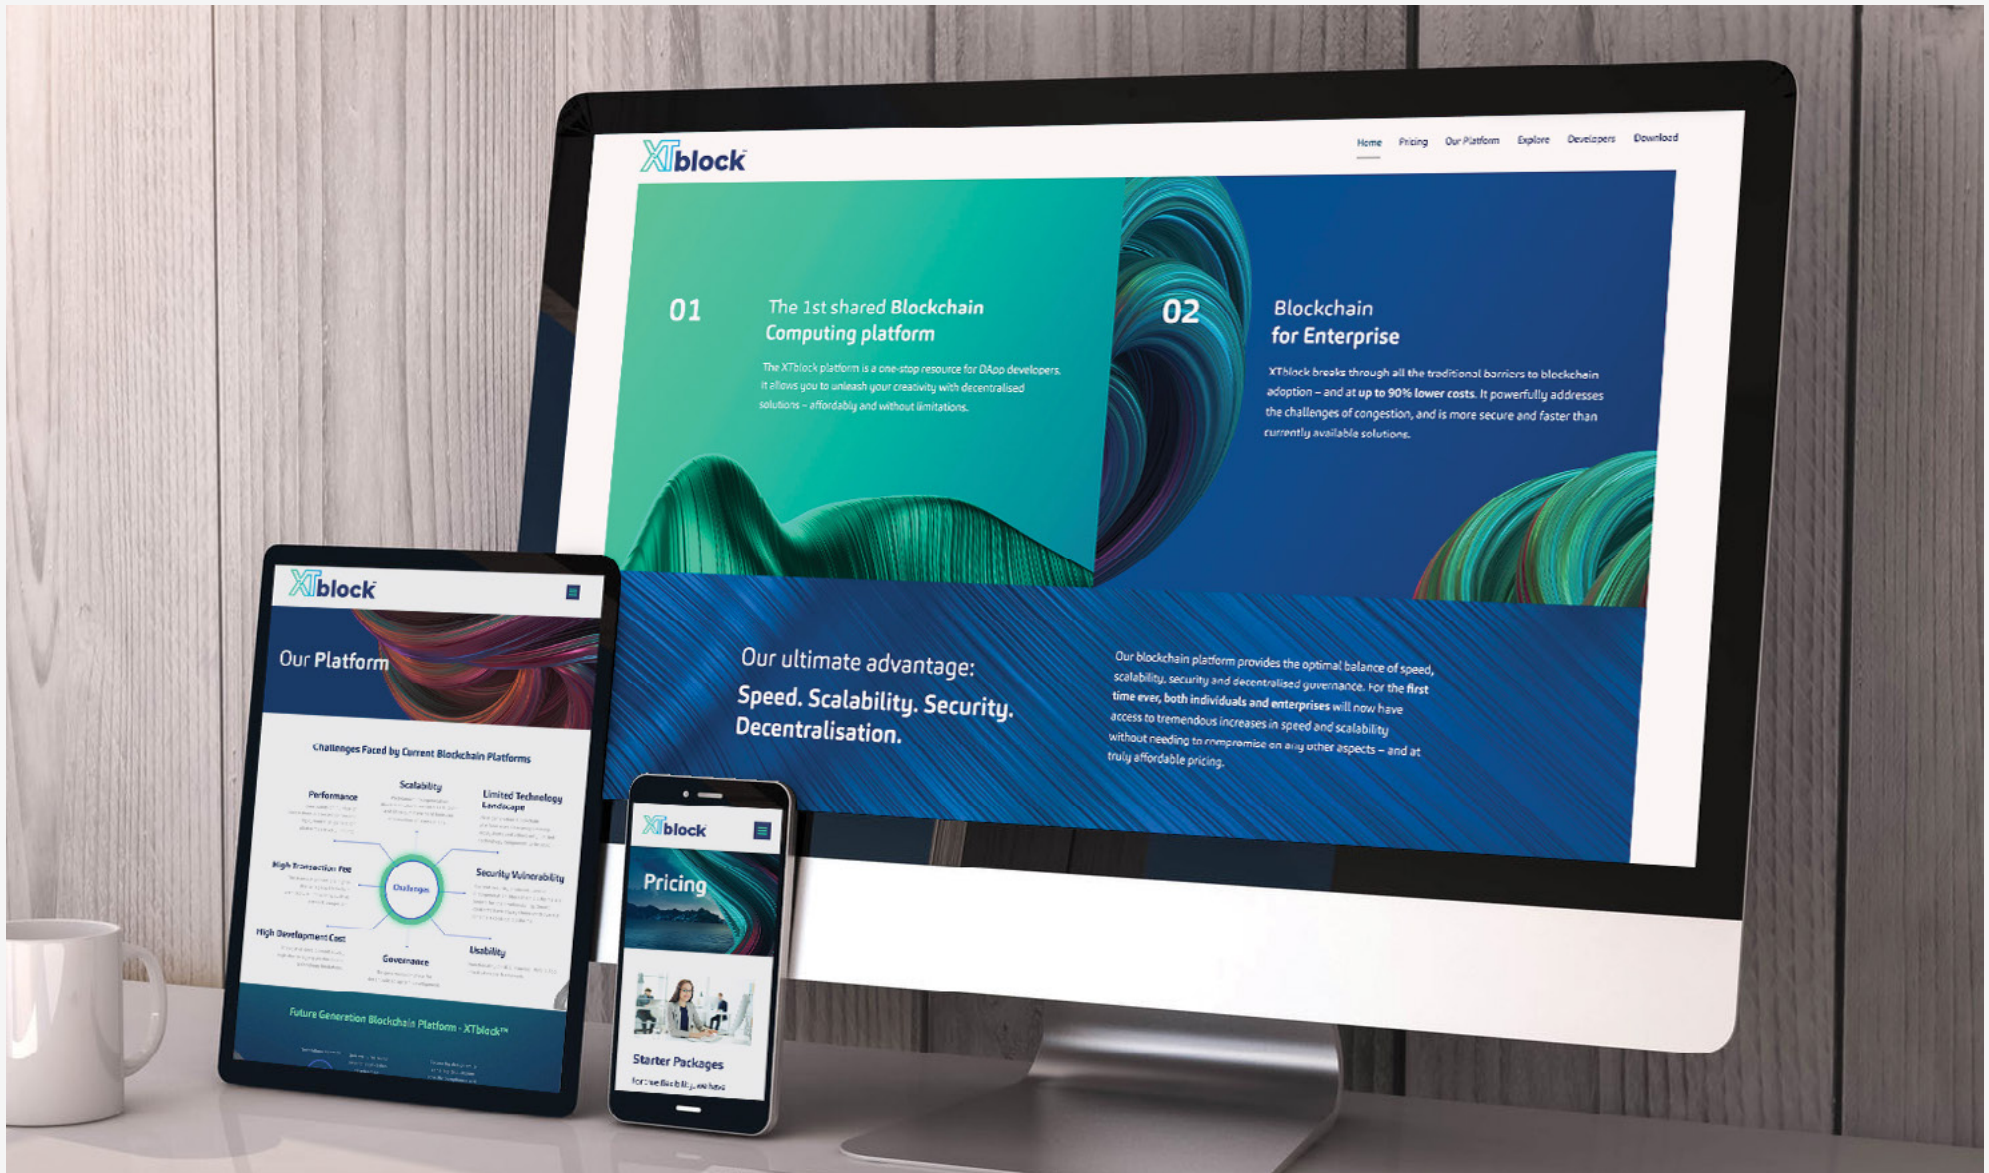 XTblock™
Home Pricing Our Platform Explore Developers Download
01
The 1st shared Blockchain
Computing platform
The XTblock platform is a one-stop resource for DApp developers.
It allows you to unleash your creativity with decentralised
solutions – affordably and without limitations.
02
Blockchain
for Enterprise
XTblock breaks through all the traditional barriers to blockchain
adoption – and at up to 90% lower costs. It powerfully addresses
the challenges of congestion, and is more secure and faster than
currently available solutions.
Our ultimate advantage:
Speed. Scalability. Security.
Decentralisation.
Our blockchain platform provides the optimal balance of speed,
scalability, security and decentralised governance. For the first
time ever, both individuals and enterprises will now have
access to tremendous increases in speed and scalability
without needing to compromise on any other aspects – and at
truly affordable pricing.
XTblock™
Our Platform
Challenges Faced by Current Blockchain Platforms
Scalability
Performance
Limited Technology
Landscape
High Transaction Fee
Challenges
Security Vulnerability
High Development Cost
Governance
Usability
Future Generation Blockchain Platform - XTblock™
XTblock
Pricing
Starter Packages
For true flexibility, we have